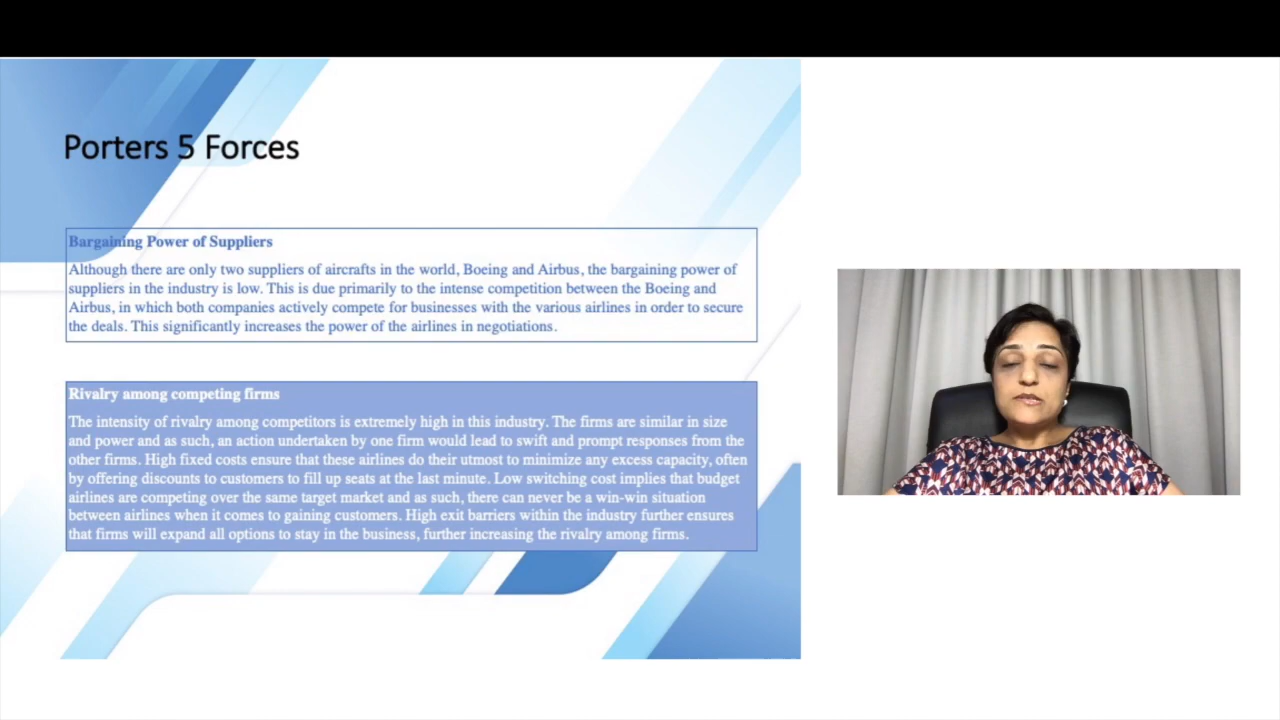 Porters 5 Forces
Bargaining Power of Suppliers
Although there are only two suppliers of aircrafts in the world, Boeing and Airbus, the bargaining power of
suppliers in the industry is low. This is due primarily to the intense competition between the Boeing and
Airbus, in which both companies actively compete for businesses with the various airlines in order to secure
the deals. This significantly increases the power of the airlines in negotiations.
Rivalry among competing firms
The intensity of rivalry among competitors is extremely high in this industry. The firms are similar in size
and power and as such, an action undertaken by one firm would lead to swift and prompt responses from the
other firms. High fixed costs ensure that these airlines do their utmost to minimize any excess capacity, often
by offering discounts to customers to fill up seats at the last minute. Low switching cost implies that budget
airlines are competing over the same target market and as such, there can never be a win-win situation
between airlines when it comes to gaining customers. High exit barriers within the industry further ensures
that firms will expand all options to stay in the business, further increasing the rivalry among firms.